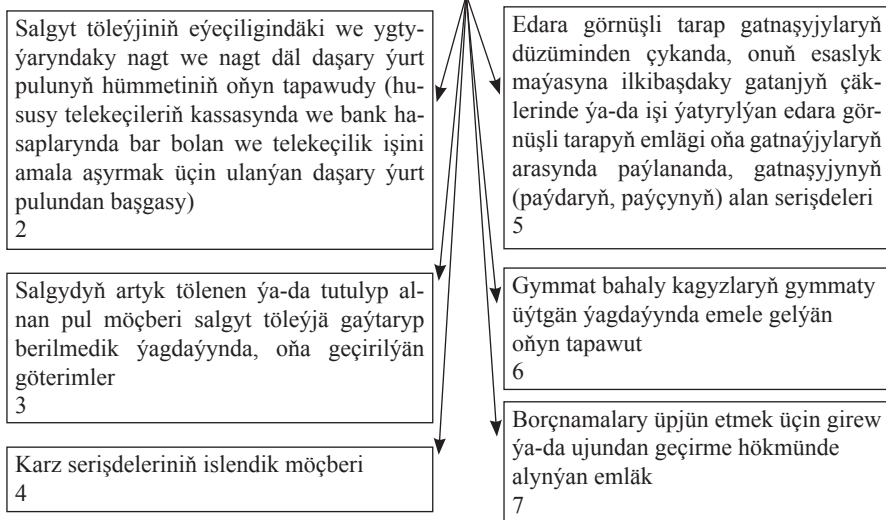 Salgyt töleýjiniň eýeçiligindäki we ygty-
ýaryndaky nagt we nagt däl daşary ýurt
pulunyň hümmetiniň oňyn tapawudy (hu-
susy telekeçileriň kassasynda we bank ha-
saplarynda bar bolan we telekeçilik işini
amala aşyrmak üçin ulanýan daşary ýurt
pulundan başgasy)
2
Salgydyň artyk tölenen ýa-da tutulyp al-
nan pul möçberi salgyt töleýjä gaýtaryp
berilmedik ýagdaýynda, oňa geçirilýän
göterimler
3
Karz serişdeleriniň islendik möçberi
4
Edara görnüşli tarap gatnaşyjylaryň
düzüminden çykanda, onuň esaslyk
maýasyna ilkibaşdaky gatanjyň çäk-
lerinde ýa-da işi ýatyrylýan edara gör-
nüşli tarapyň emlägi oňa gatnaýjylaryň
arasynda paýlananda, gatnaşyjynyň
(paýdaryň, paýçynyň) alan serişdeleri
5
Gymmat bahaly kagyzlaryň gymmaty
üýtgän ýagdaýynda emele gelýän
oňyn tapawut
6
Borçnamalary üpjün etmek üçin girew
ýa-da ujundan geçirme hökmünde
alynýan emläk
7